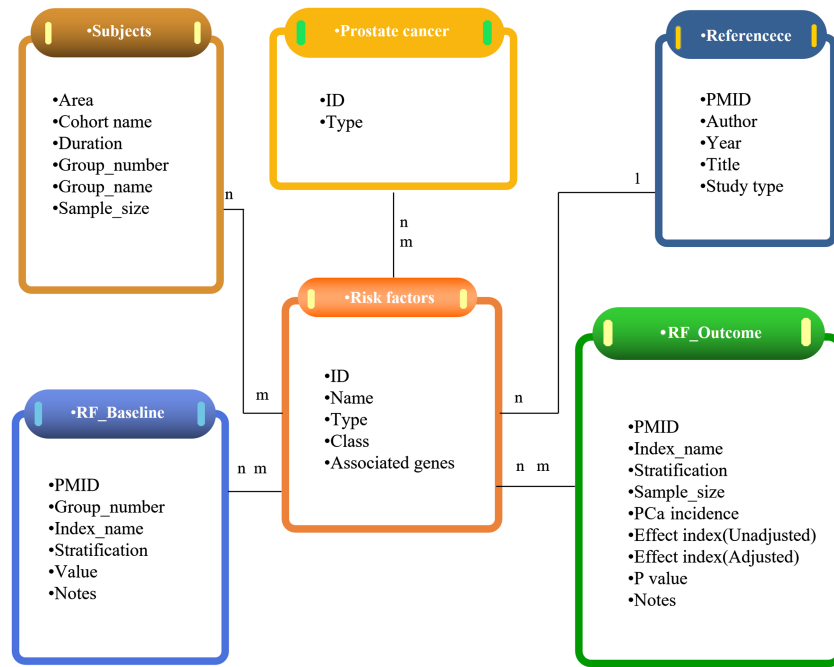 •Subjects
•Area
•Cohort name
•Duration
•Group_number
•Group_name
•Sample_size
•Prostate cancer
•ID
•Type
•Referencece
•PMID
•Author
•Year
•Title
•Study type
n
n
m
l
•Risk factors
•ID
•Name
•Type
•Class
•Associated genes
m
n
n m
n m
•RF_Baseline
•PMID
•Group_number
•Index_name
•Stratification
•Value
•Notes
•RF_Outcome
•PMID
•Index_name
•Stratification
•Sample_size
•PCa incidence
•Effect index(Unadjusted)
•Effect index(Adjusted)
•P value
•Notes